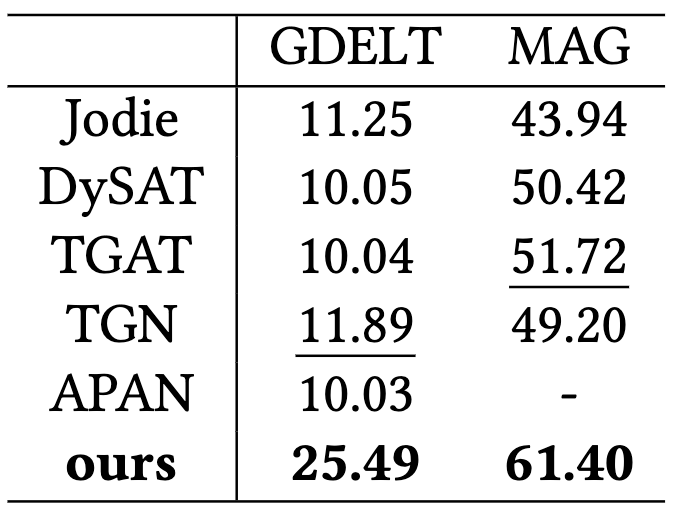 GDELT MAG
Jodie 11.25 43.94
DySAT 10.05 50.42
TGAT 10.04 51.72
TGN 11.89 49.20
APAN 10.03 -
ours 25.49 61.40